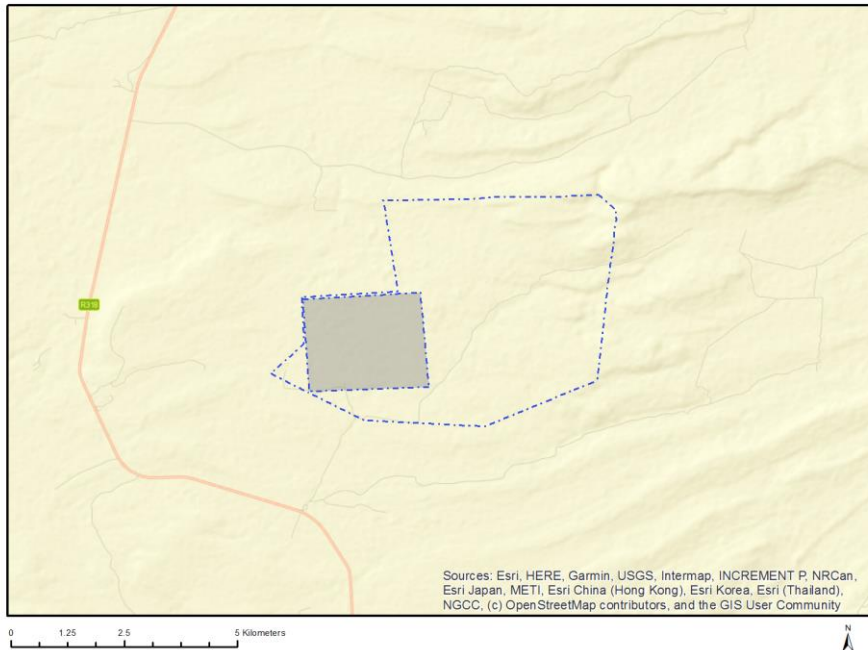 R318
Sources: Esri, HERE, Garmin, USGS, Intermap, INCREMENT P, NRCan,
Esri Japan, METI, Esri China (Hong Kong), Esri Korea, Esri (Thailand),
NGCC, (c) OpenStreetMap contributors, and the GIS User Community
0 1.25 2.5 5 Kilometers
N